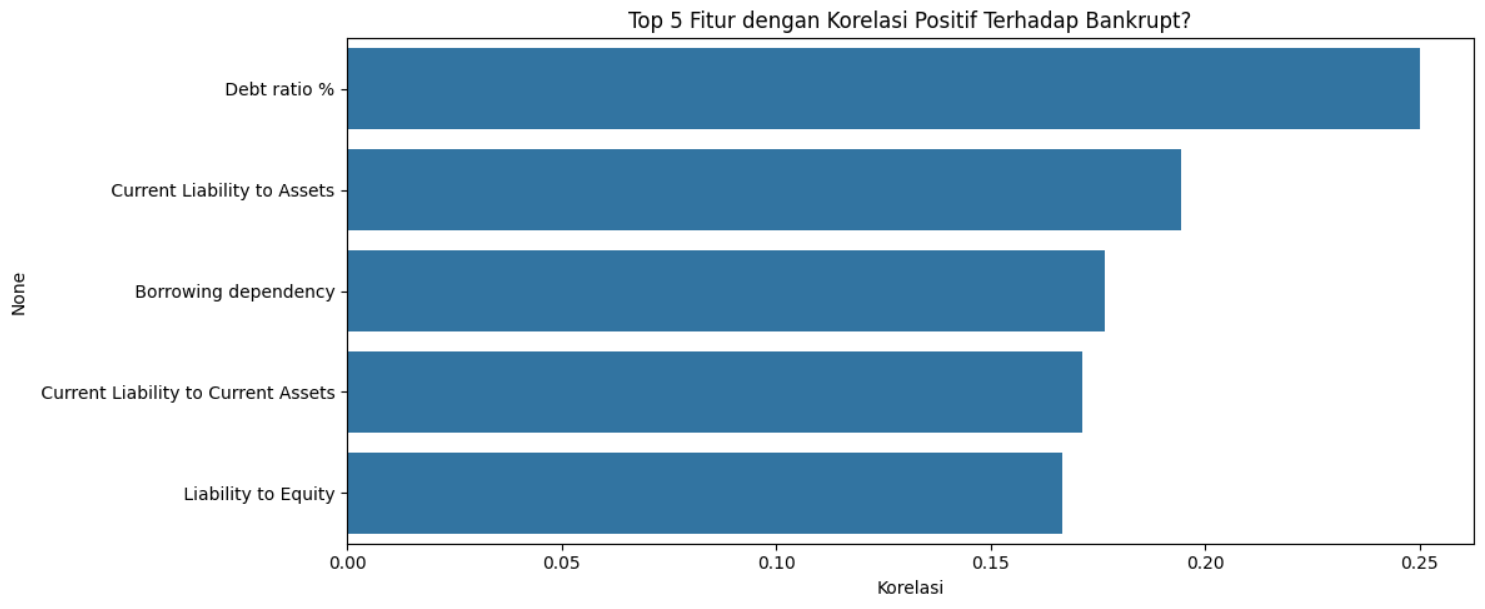 Top 5 Fitur dengan Korelasi Positif Terhadap Bankrupt?
Debt ratio %
Current Liability to Assets
Borrowing dependency
Current Liability to Current Assets
Liability to Equity
None
0.00 0.05 0.10 0.15 0.20 0.25
Korelasi